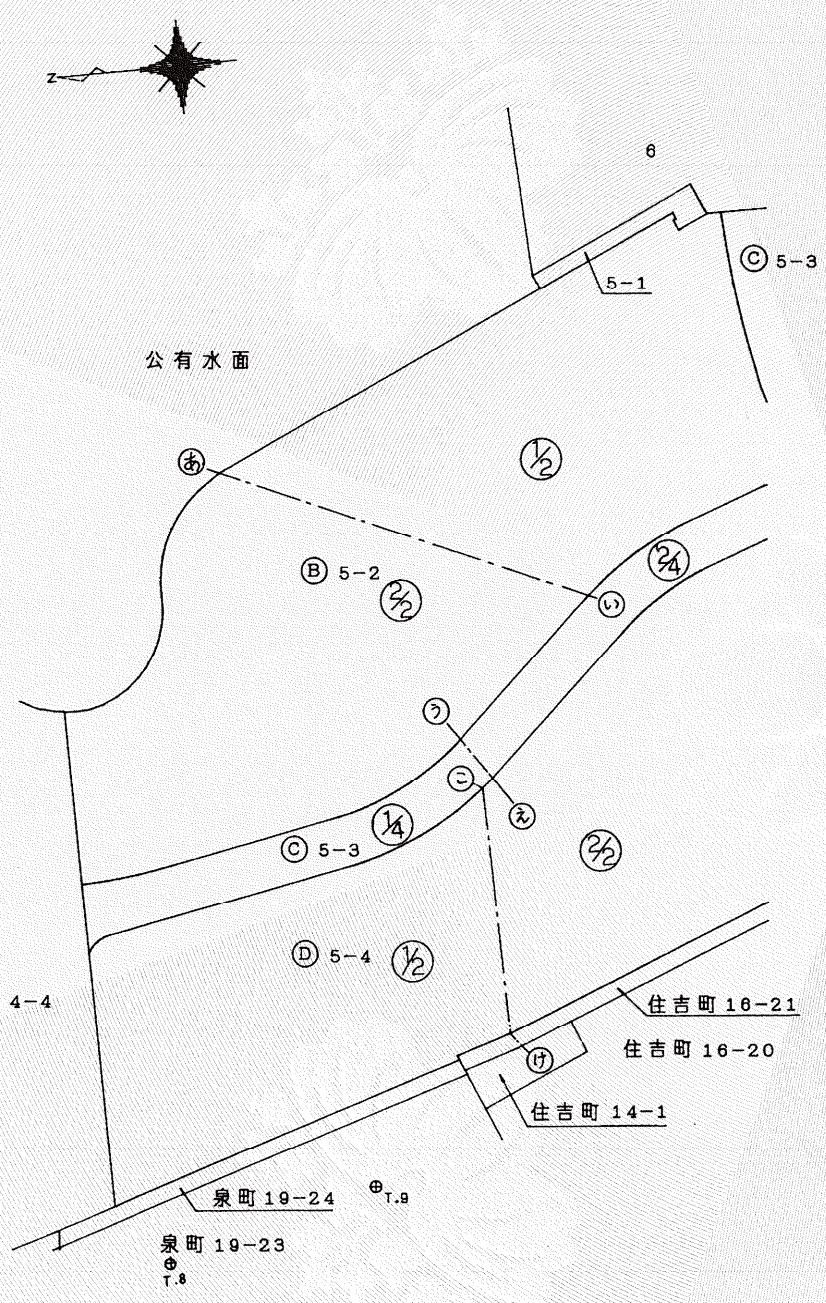 N
6
Ⓒ 5-3
5-1
公有水面
あ
1/2
2/4
Ⓑ 5-2
2/2
い
う
こ
え
1/4
Ⓒ 5-3
2/2
Ⓓ 5-4
1/2
4-4
住吉町 16-21
住吉町 16-20
け
住吉町 14-1
泉町 19-24
T.9
泉町 19-23
T.8